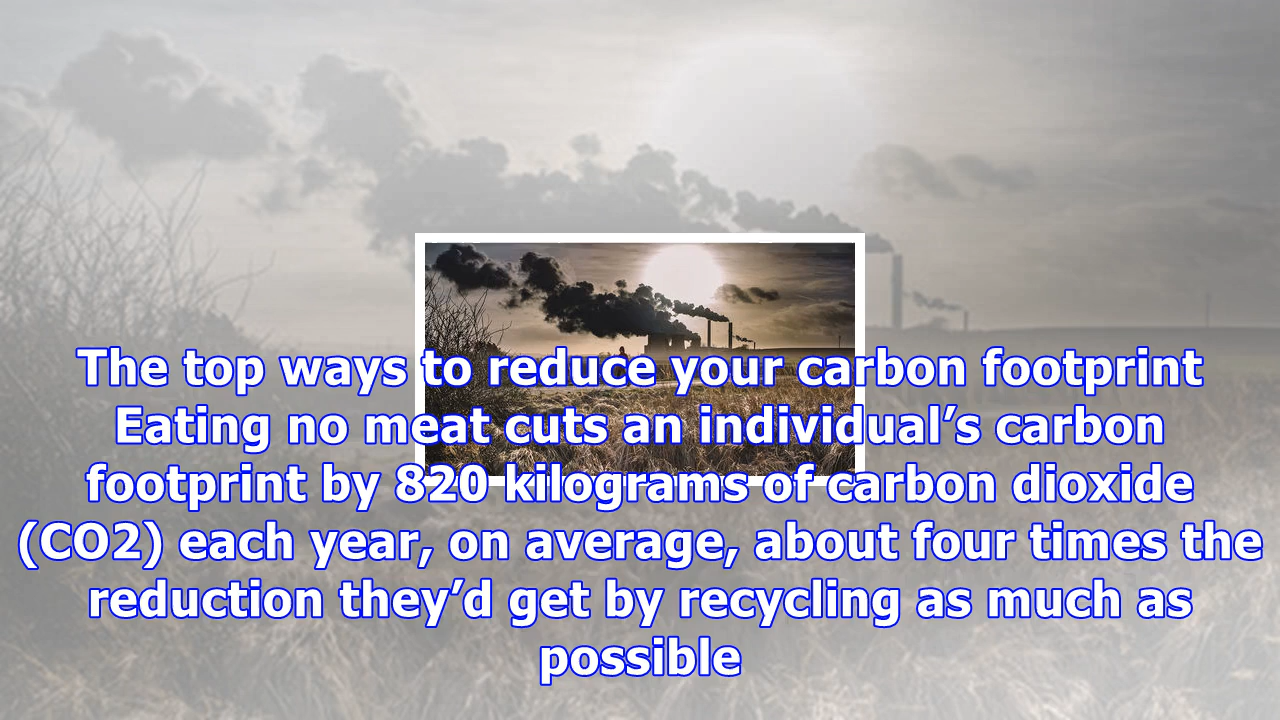 The top ways to reduce your carbon footprint
Eating no meat cuts an individual’s carbon
footprint by 820 kilograms of carbon dioxide
(CO2) each year, on average, about four times the
reduction they’d get by recycling as much as
possible